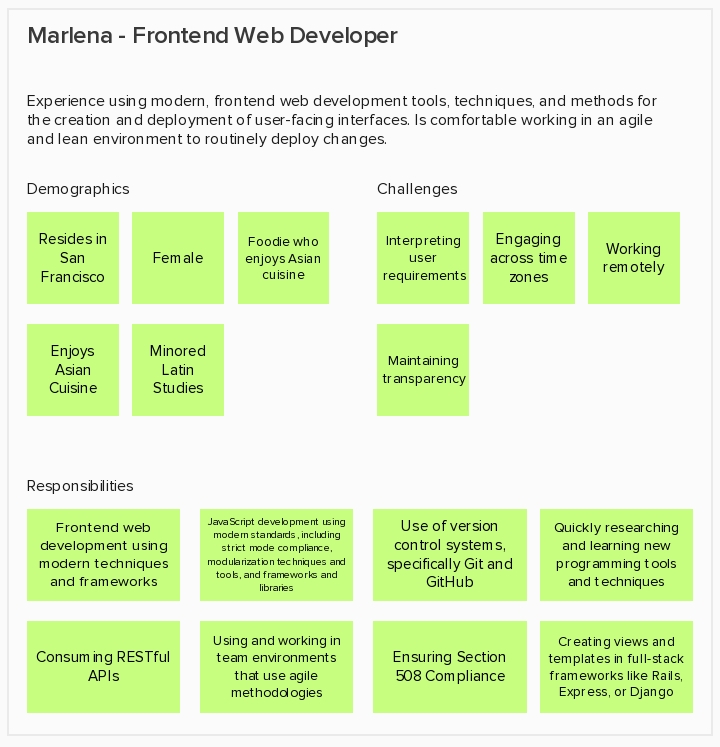 Marlena - Frontend Web Developer
Experience using modern, frontend web development tools, techniques, and methods for
the creation and deployment of user-facing interfaces. Is comfortable working in an agile
and lean environment to routinely deploy changes.
Demographics
Resides in
San
Francisco
Female
Foodie who
enjoys Asian
cuisine
Enjoys
Asian
Cuisine
Minored
Latin
Studies
Challenges
Interpreting
user
requirements
Engaging
across time
zones
Working
remotely
Maintaining
transparency
Responsibilities
Frontend web
development using
modern techniques
and frameworks
JavaScript development using
modern standards, including
strict mode compliance,
modularization techniques and
tools, and frameworks and
libraries
Use of version
control systems,
specifically Git and
GitHub
Quickly researching
and learning new
programming tools
and techniques
Consuming RESTful
APIs
Using and working in
team environments
that use agile
methodologies
Ensuring Section
508 Compliance
Creating views and
templates in full-stack
frameworks like Rails,
Express, or Django